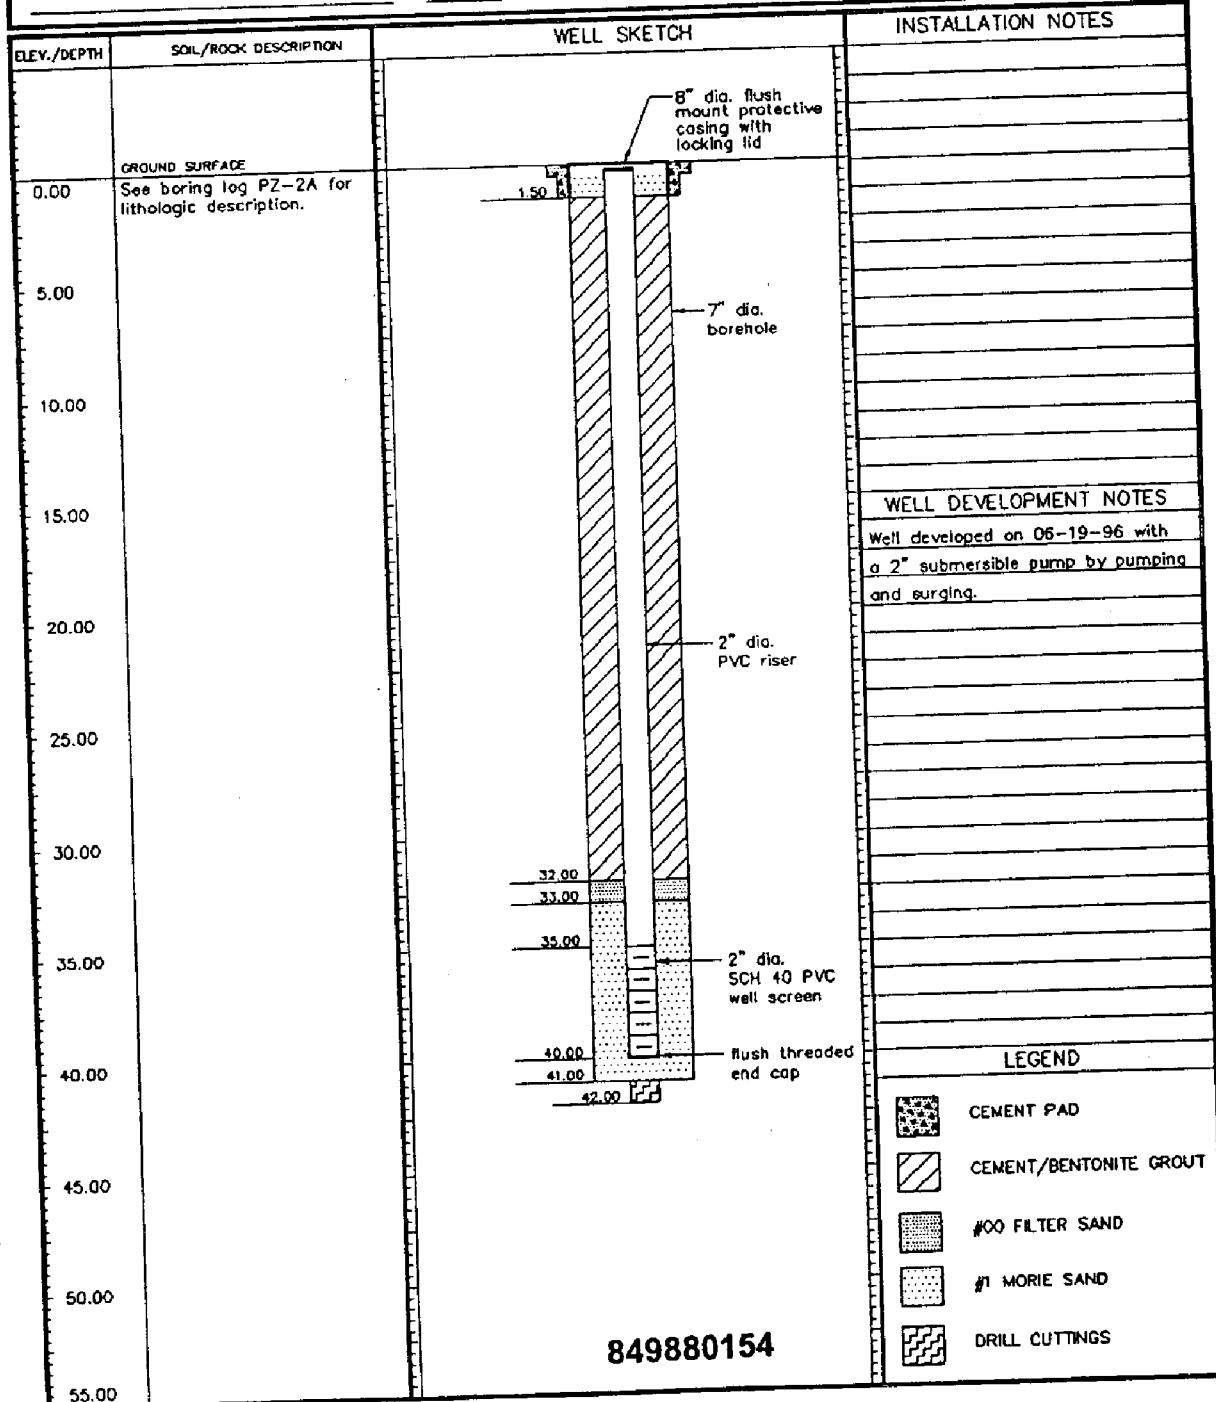 ELEV./DEPTH
SOIL/ROCK DESCRIPTION
WELL SKETCH
INSTALLATION NOTES
8" dia. flush
mount protective
casing with
locking lid
GROUND SURFACE
0.00
See boring log PZ-2A for
lithologic description.
1.50
5.00
7" dia.
borehole
10.00
WELL DEVELOPMENT NOTES
15.00
Well developed on 06-19-96 with
a 2" submersible pump by pumping
and surging.
20.00
2" dia.
PVC riser
25.00
30.00
32.00
33.00
35.00
35.00
2" dia.
SCH 40 PVC
well screen
40.00
flush threaded
end cap
LEGEND
40.00
41.00
42.00
CEMENT PAD
CEMENT/BENTONITE GROUT
45.00
#00 FILTER SAND
#1 MORIE SAND
50.00
DRILL CUTTINGS
849880154
55.00